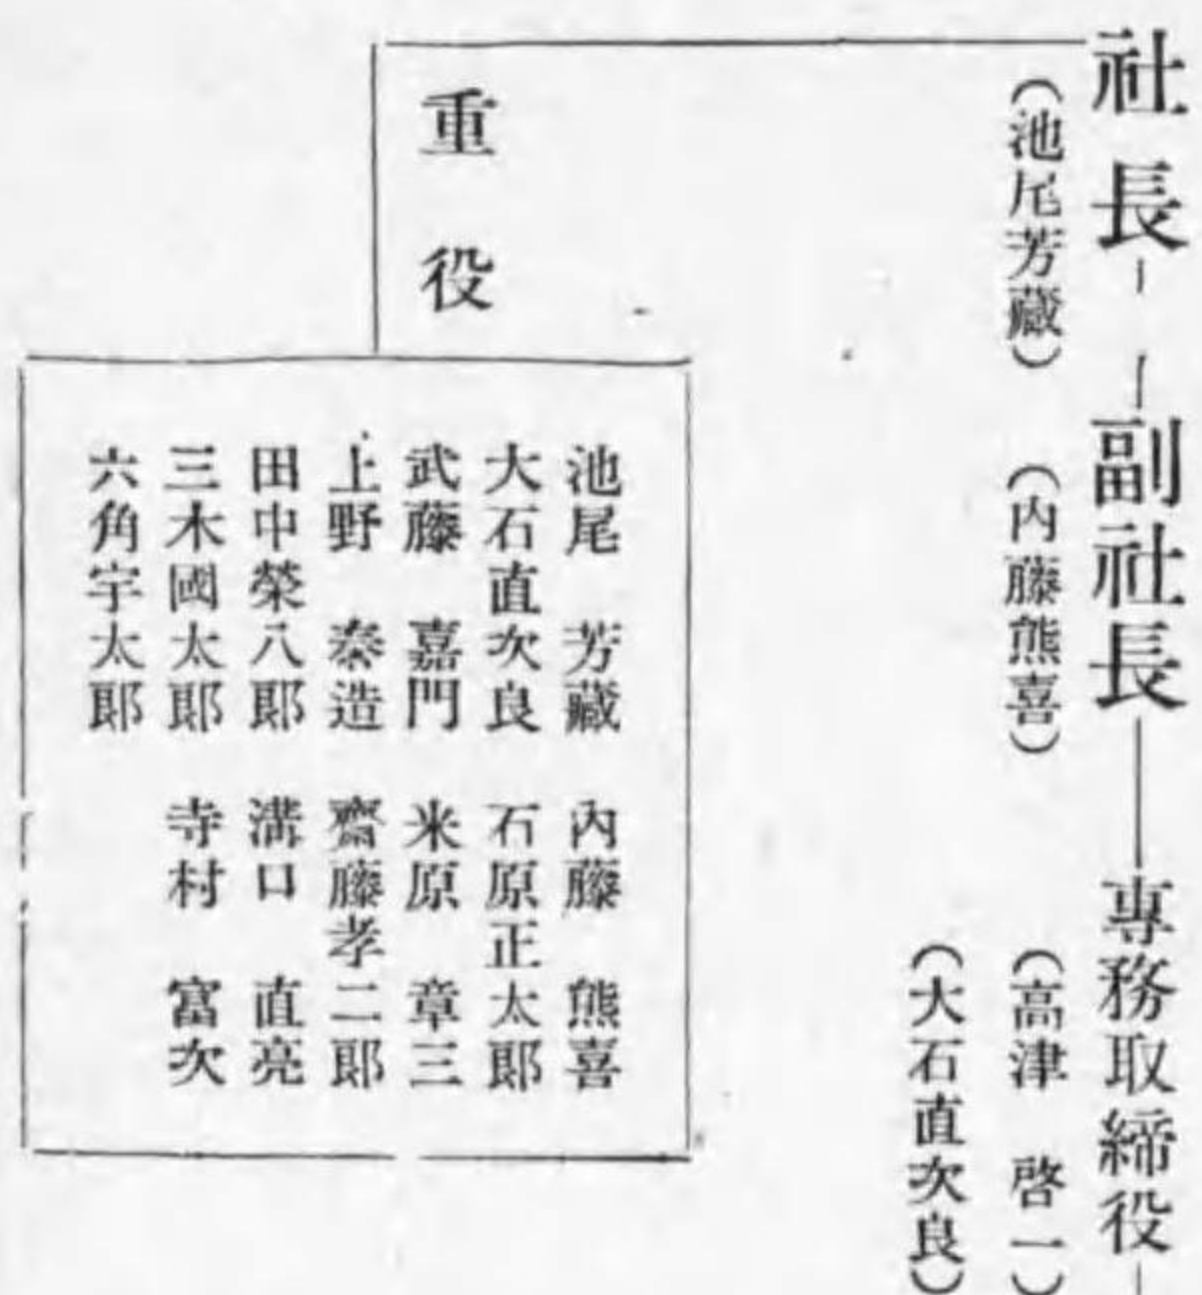 社長――副社長――専務取締役―
(池尾芳藏)
(内藤熊喜)
(高津 啓一)
(大石直次良)
重役
池尾 芳藏 內藤 熊喜
大石直次良 石原正太郎
武藤 嘉門 米原 章三
上野 泰造 齋藤孝二郎
田中榮八郎 溝口 直亮
三木國太郎 寺村 富次
六角宇太郎